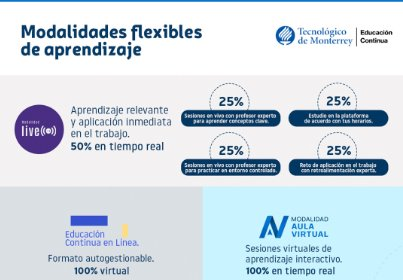 Modalidades flexibles
de aprendizaje
Tecnológico
de Monterrey
Educación
Continua
Modalidad
live
Aprendizaje relevante
y aplicación inmediata
en el trabajo.
50% en tiempo real
25%
Sesiones en vivo con profesor experto
para aprender conceptos clave.
25%
Estudio en la plataforma
de acuerdo con tus horarios.
25%
Sesiones en vivo con profesor experto
para practicar en entorno controlado.
25%
Reto de aplicación en el trabajo
con retroalimentación experta.
Educación
Continua en Línea.
Formato autogestionable.
100% virtual
MODALIDAD
AULA
VIRTUAL
Sesiones virtuales de
aprendizaje interactivo.
100% en tiempo real